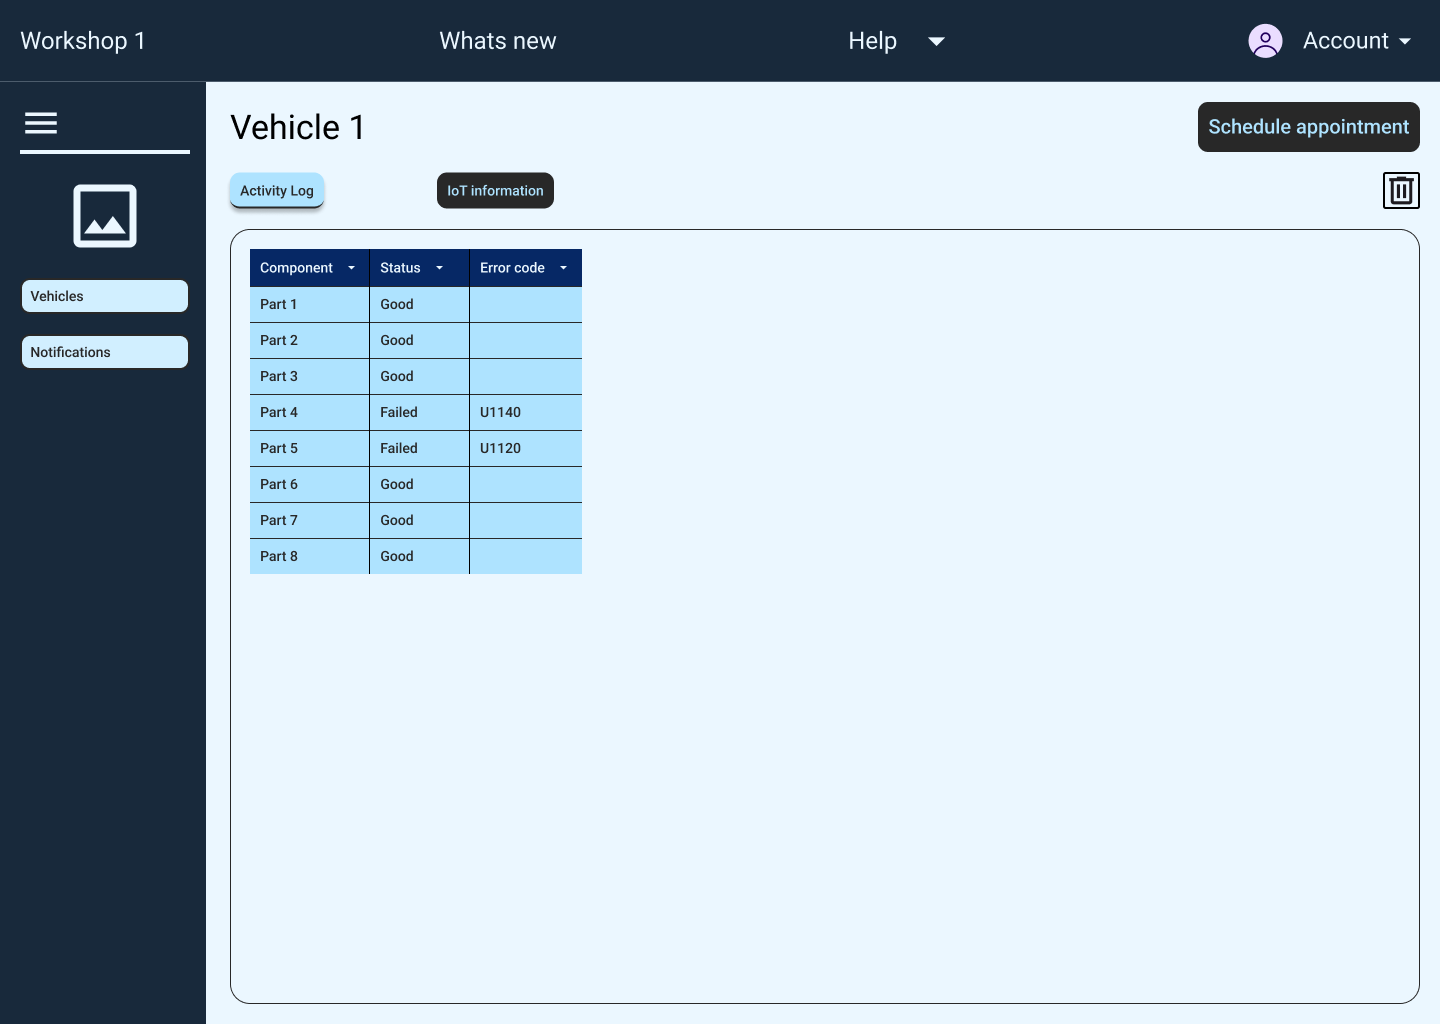 Workshop 1
Whats new
Help
Account
Vehicle 1
Schedule appointment
Activity Log
IoT information
Vehicles
Notifications
Component Status Error code
Part 1 Good
Part 2 Good
Part 3 Good
Part 4 Failed U1140
Part 5 Failed U1120
Part 6 Good
Part 7 Good
Part 8 Good